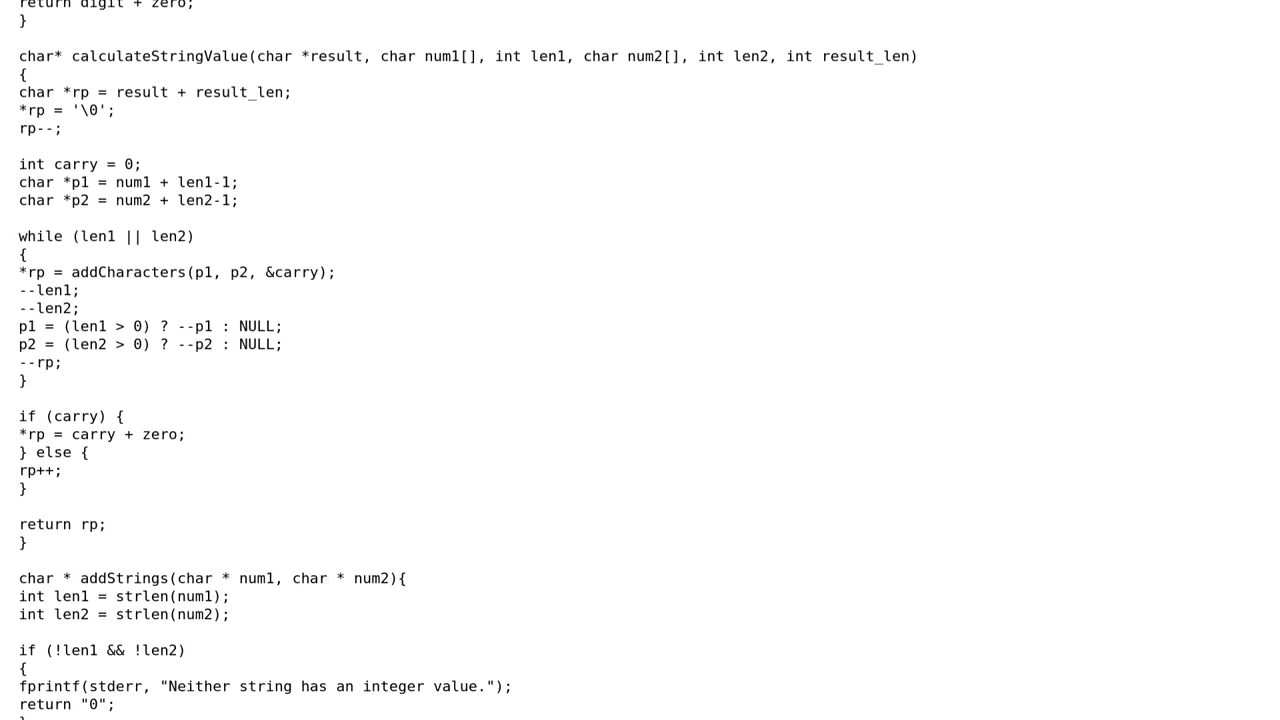 return digit + zero;
}
char* calculateStringValue(char *result, char num1[], int len1, char num2[], int len2, int result_len)
{
char *rp = result + result_len;
*rp = '\0';
rp--;
int carry = 0;
char *p1 = num1 + len1-1;
char *p2 = num2 + len2-1;
while (len1 || len2)
{
*rp = addCharacters(p1, p2, &carry);
--len1;
--len2;
p1 = (len1 > 0) ? --p1 : NULL;
p2 = (len2 > 0) ? --p2 : NULL;
--rp;
}
if (carry) {
*rp = carry + zero;
} else {
rp++;
}
return rp;
}
char * addStrings(char * num1, char * num2){
int len1 = strlen(num1);
int len2 = strlen(num2);
if (!len1 && !len2)
{
fprintf(stderr, "Neither string has an integer value.");
return "0";
}